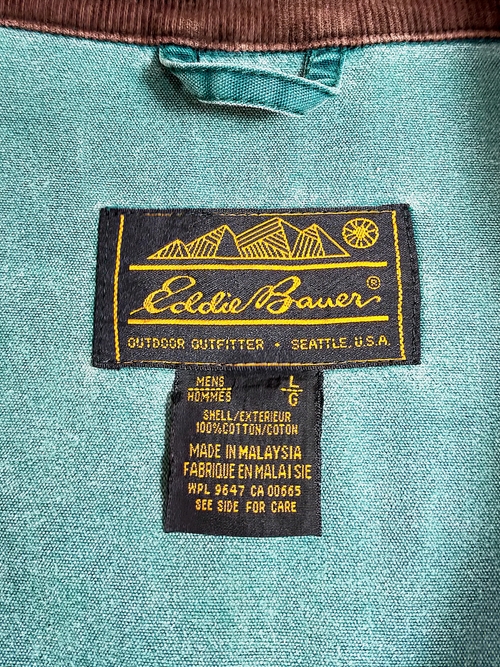 Eddie Bauer®
OUTDOOR OUTFITTER • SEATTLE, U.S.A.
MENS L
HOMMES G
SHELL/EXTERIEUR
100%COTTON/COTON
MADE IN MALAYSIA
FABRIQUE EN MALAISIE
WPL 9647 CA 00665
SEE SIDE FOR CARE